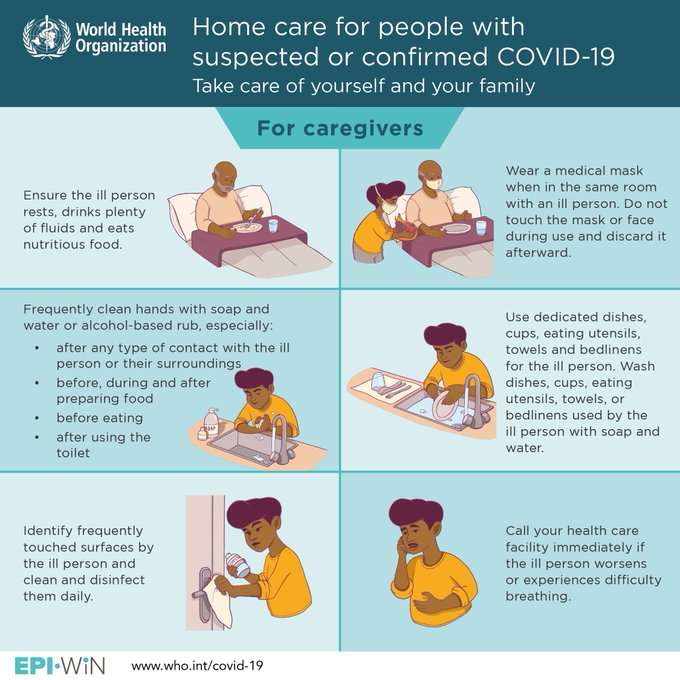 World Health
Organization
Home care for people with
suspected or confirmed COVID-19
Take care of yourself and your family
For caregivers
Ensure the ill person
rests, drinks plenty
of fluids and eats
nutritious food.
Wear a medical mask
when in the same room
with an ill person. Do not
touch the mask or face
during use and discard it
afterward.
Frequently clean hands with soap and
water or alcohol-based rub, especially:
• after any type of contact with the ill
person or their surroundings
• before, during and after
preparing food
• before eating
• after using the
toilet
SOAP
Use dedicated dishes,
cups, eating utensils,
towels and bedlinens
for the ill person. Wash
dishes, cups, eating
utensils, towels, or
bedlinens used by the
ill person with soap and
water.
Identify frequently
touched surfaces by
the ill person and
clean and disinfect
them daily.
Call your health care
facility immediately if
the ill person worsens
or experiences difficulty
breathing.
EPI•WiN
www.who.int/covid-19